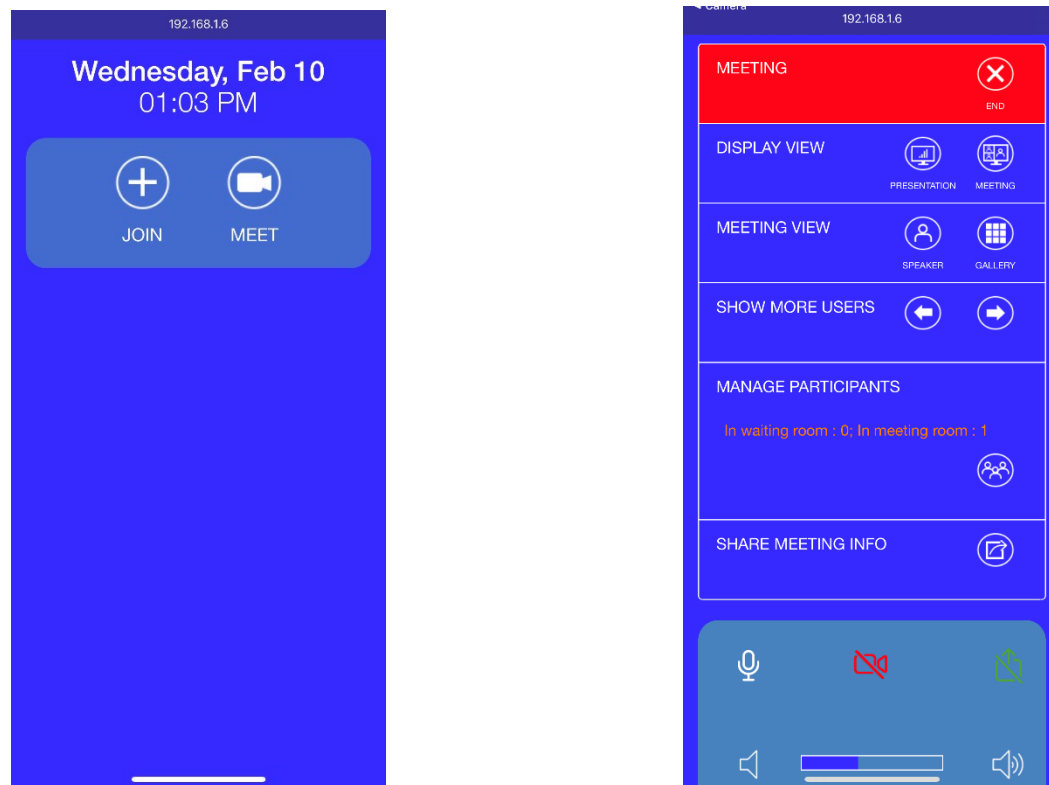 192.168.1.6
Wednesday, Feb 10
01:03 PM
JOIN
MEET
Camera
192.168.1.6
MEETING
END
DISPLAY VIEW
PRESENTATION
MEETING
MEETING VIEW
SPEAKER
GALLERY
SHOW MORE USERS
MANAGE PARTICIPANTS
In waiting room : 0; In meeting room : 1
SHARE MEETING INFO